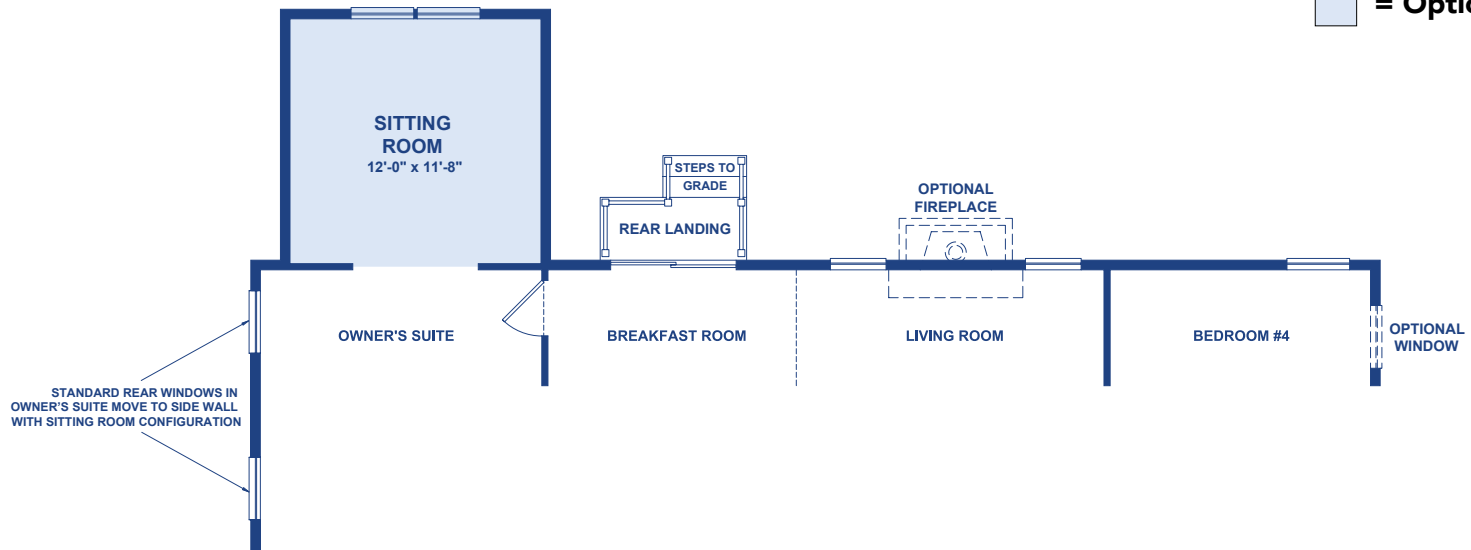 SITTING
ROOM
12'-0" x 11'-8"
STEPS TO
GRADE
REAR LANDING
OPTIONAL
FIREPLACE
OWNER'S SUITE
BREAKFAST ROOM
LIVING ROOM
BEDROOM #4
OPTIONAL
WINDOW
STANDARD REAR WINDOWS IN
OWNER'S SUITE MOVE TO SIDE WALL
WITH SITTING ROOM CONFIGURATION